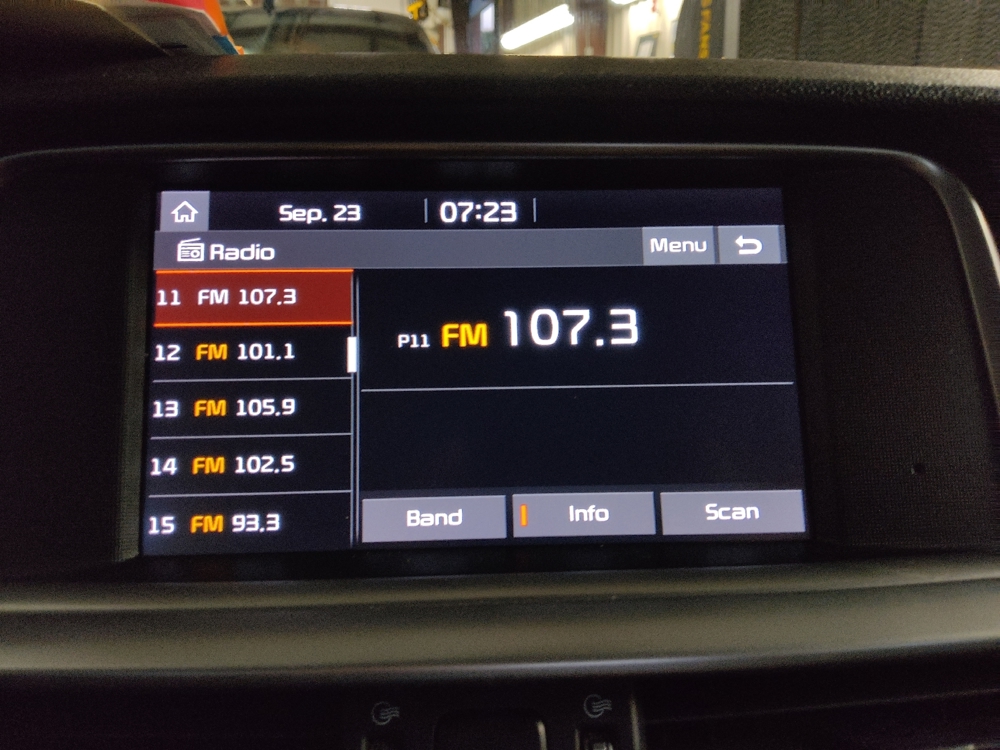 Sep. 23 07:23
Radio Menu
11 FM 107.3
12 FM 101.1
13 FM 105.9
14 FM 102.5
15 FM 93.3
P11 FM 107.3
Band Info Scan